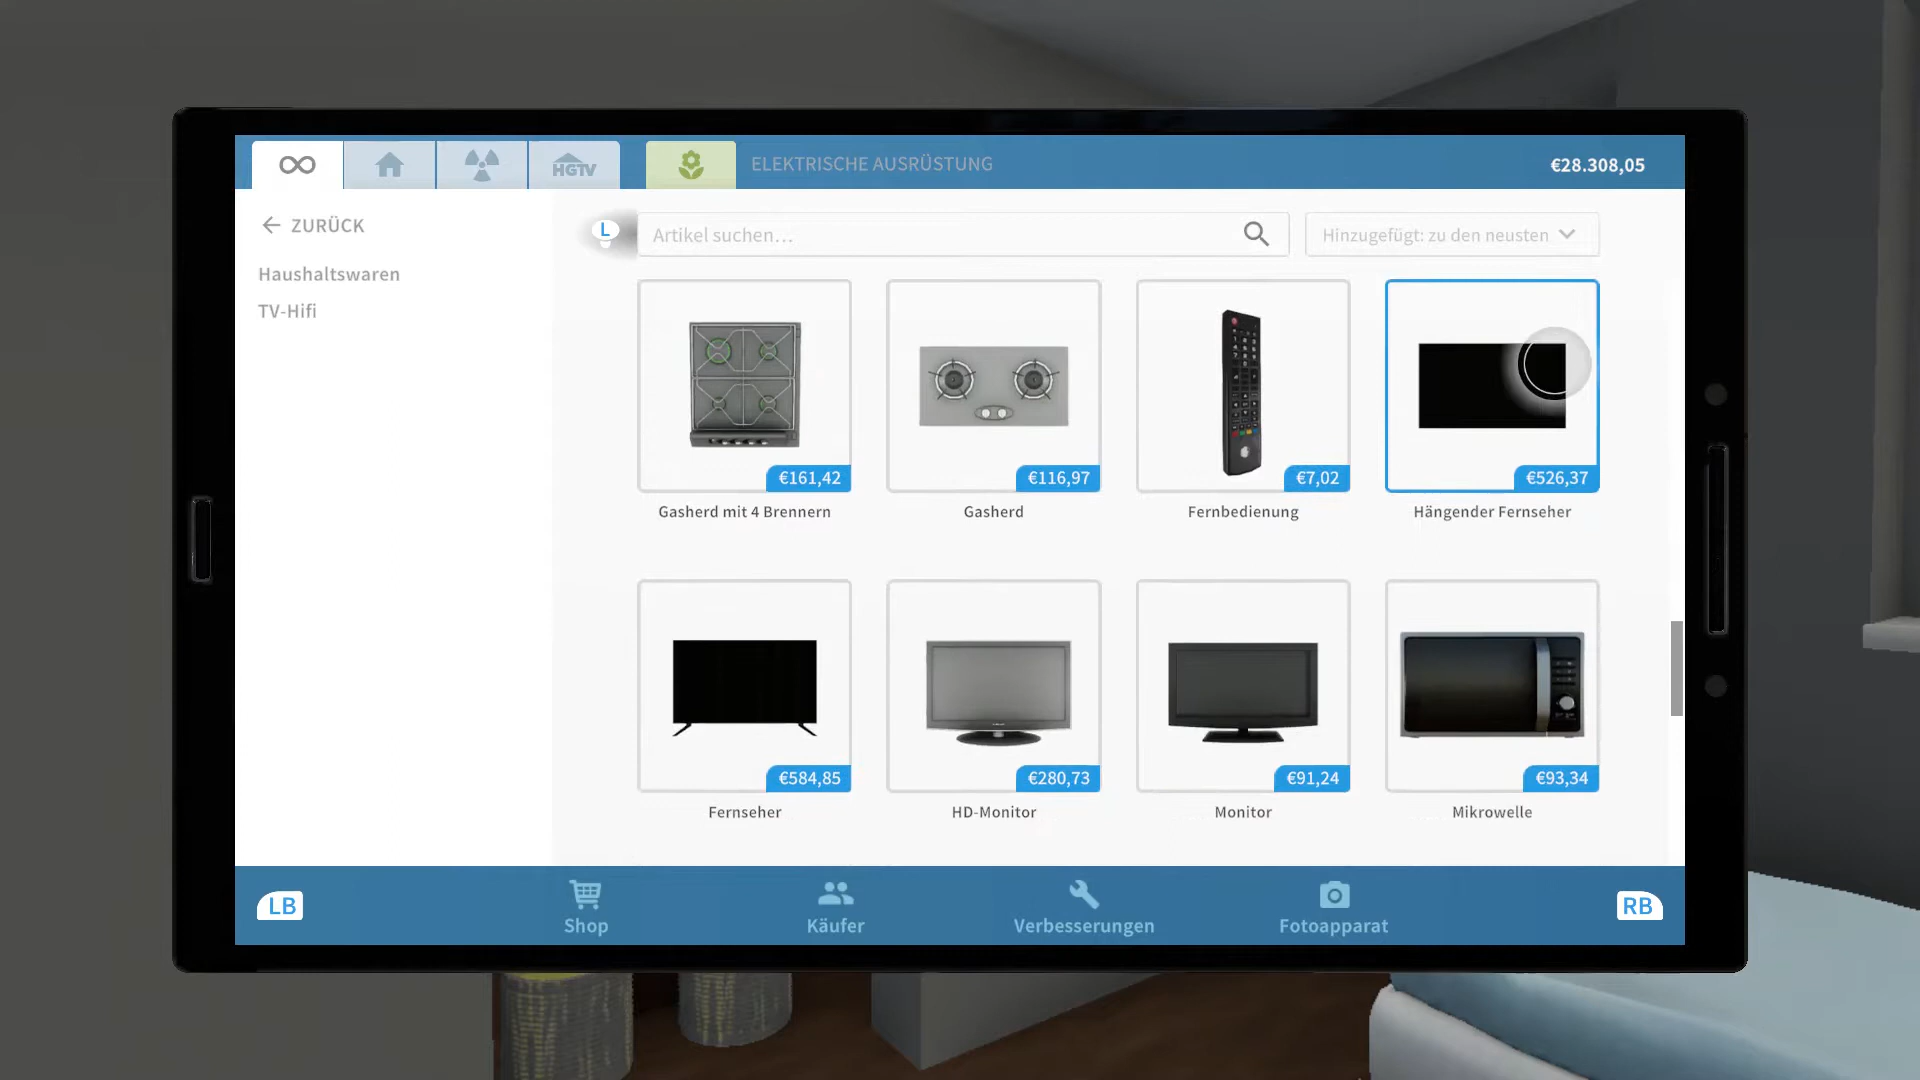 HGTV
ELEKTRISCHE AUSRÜSTUNG
€28.308,05
ZURÜCK
Haushaltswaren
TV-Hifi
L
Artikel suchen...
Hinzugefügt: zu den neusten
€161,42
€116,97
€7,02
€526,37
Gasherd mit 4 Brennern
Gasherd
Fernbedienung
Hängender Fernseher
€584,85
€280,73
€91,24
€93,34
Fernseher
HD-Monitor
Monitor
Mikrowelle
LB
Shop
Käufer
Verbesserungen
Fotoapparat
RB